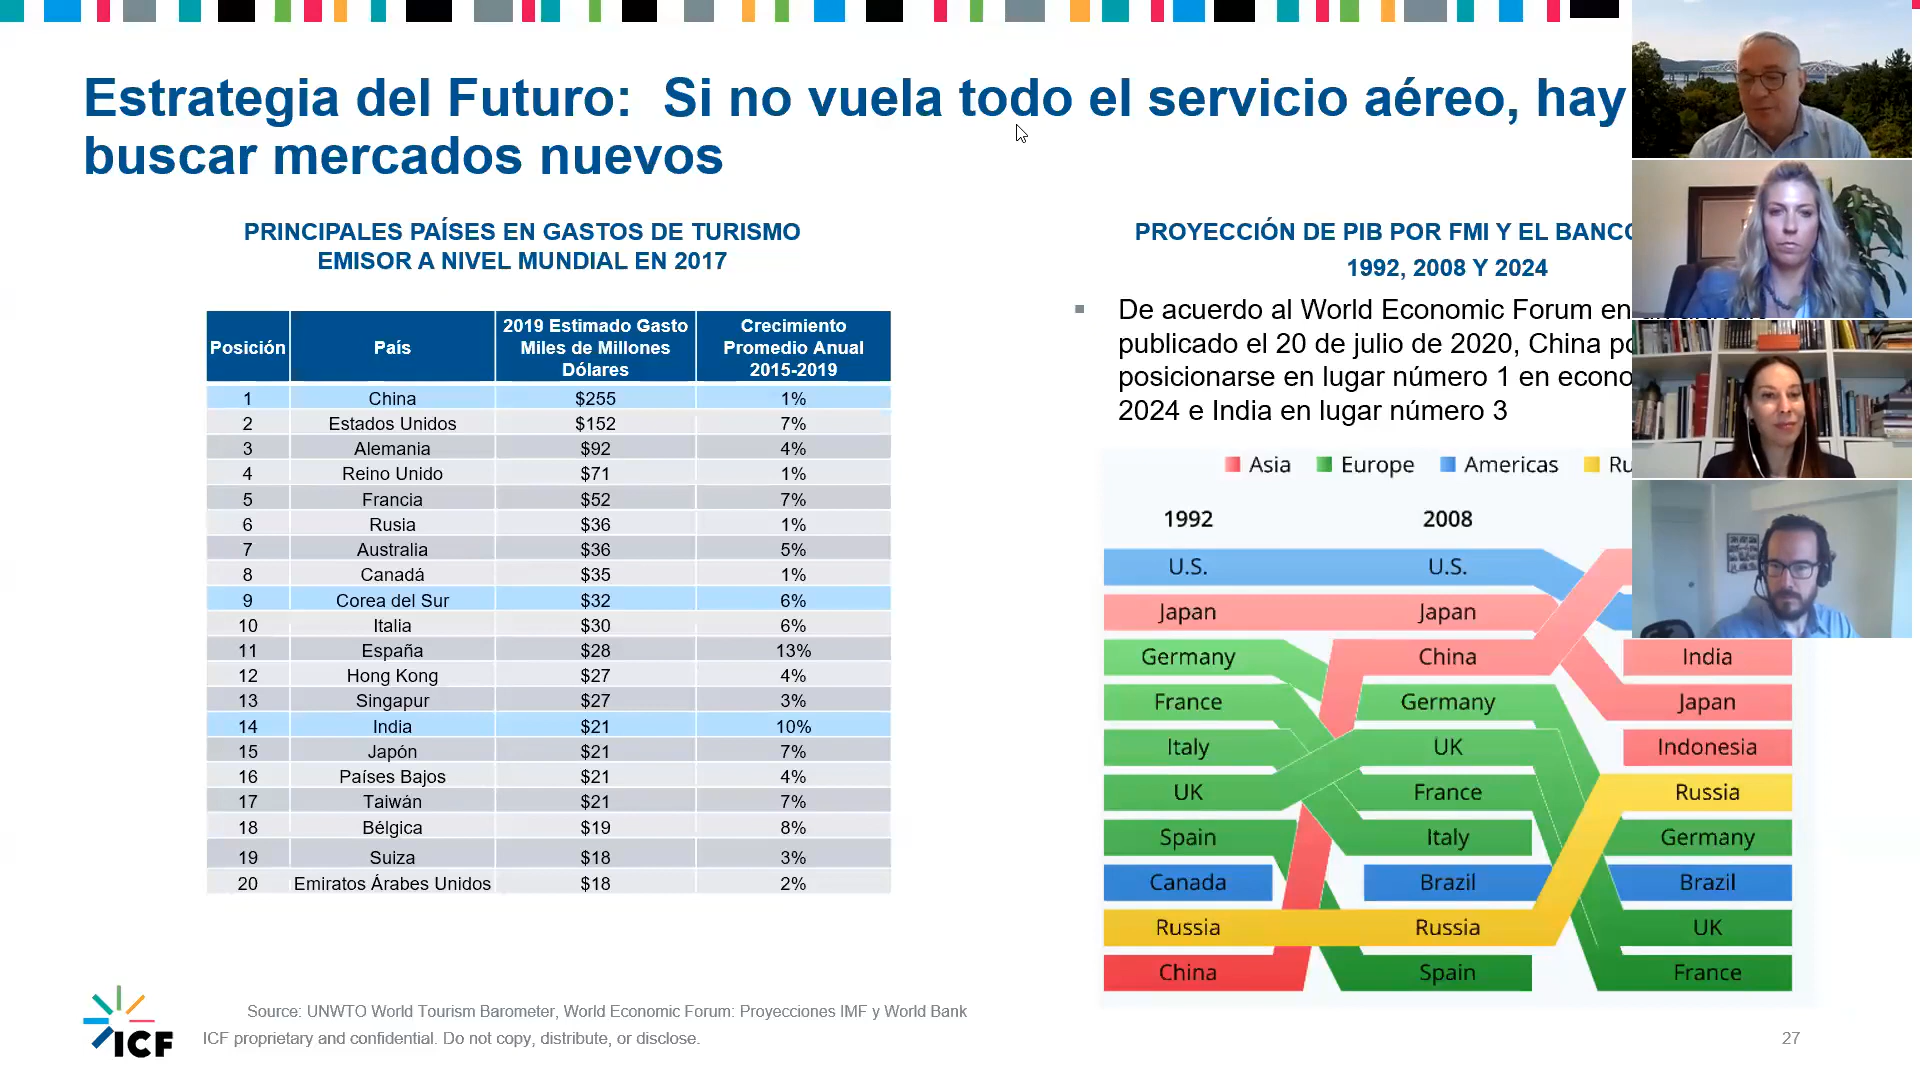 Estrategia del Futuro: Si no vuela todo el servicio aéreo, hay
buscar mercados nuevos
PRINCIPALES PAÍSES EN GASTOS DE TURISMO
EMISOR A NIVEL MUNDIAL EN 2017
Posición País 2019 Estimado Gasto Miles de Millones Dólares Crecimiento Promedio Anual 2015-2019
1 China $255 1%
2 Estados Unidos $152 7%
3 Alemania $92 4%
4 Reino Unido $71 1%
5 Francia $52 7%
6 Rusia $36 1%
7 Australia $36 5%
8 Canadá $35 1%
9 Corea del Sur $32 6%
10 Italia $30 6%
11 España $28 13%
12 Hong Kong $27 4%
13 Singapur $27 3%
14 India $21 10%
15 Japón $21 7%
16 Países Bajos $21 4%
17 Taiwán $21 7%
18 Bélgica $19 8%
19 Suiza $18 3%
20 Emiratos Árabes Unidos $18 2%
PROYECCIÓN DE PIB POR FMI Y EL
1992, 2008 Y 2024
De acuerdo al World Economic Forum en
publicado el 20 de julio de 2020, China
posicionarse en lugar número 1 en
2024 e India en lugar número 3
Asia Europe Americas
1992 2008
U.S. U.S.
Japan Japan
Germany China India
France Germany Japan
Italy UK Indonesia
UK France Russia
Spain Italy Germany
Canada Brazil Brazil
Russia Russia UK
China Spain France
Source: UNWTO World Tourism Barometer, World Economic Forum: Proyecciones IMF y World Bank
ICF
ICF proprietary and confidential. Do not copy, distribute, or disclose.
27